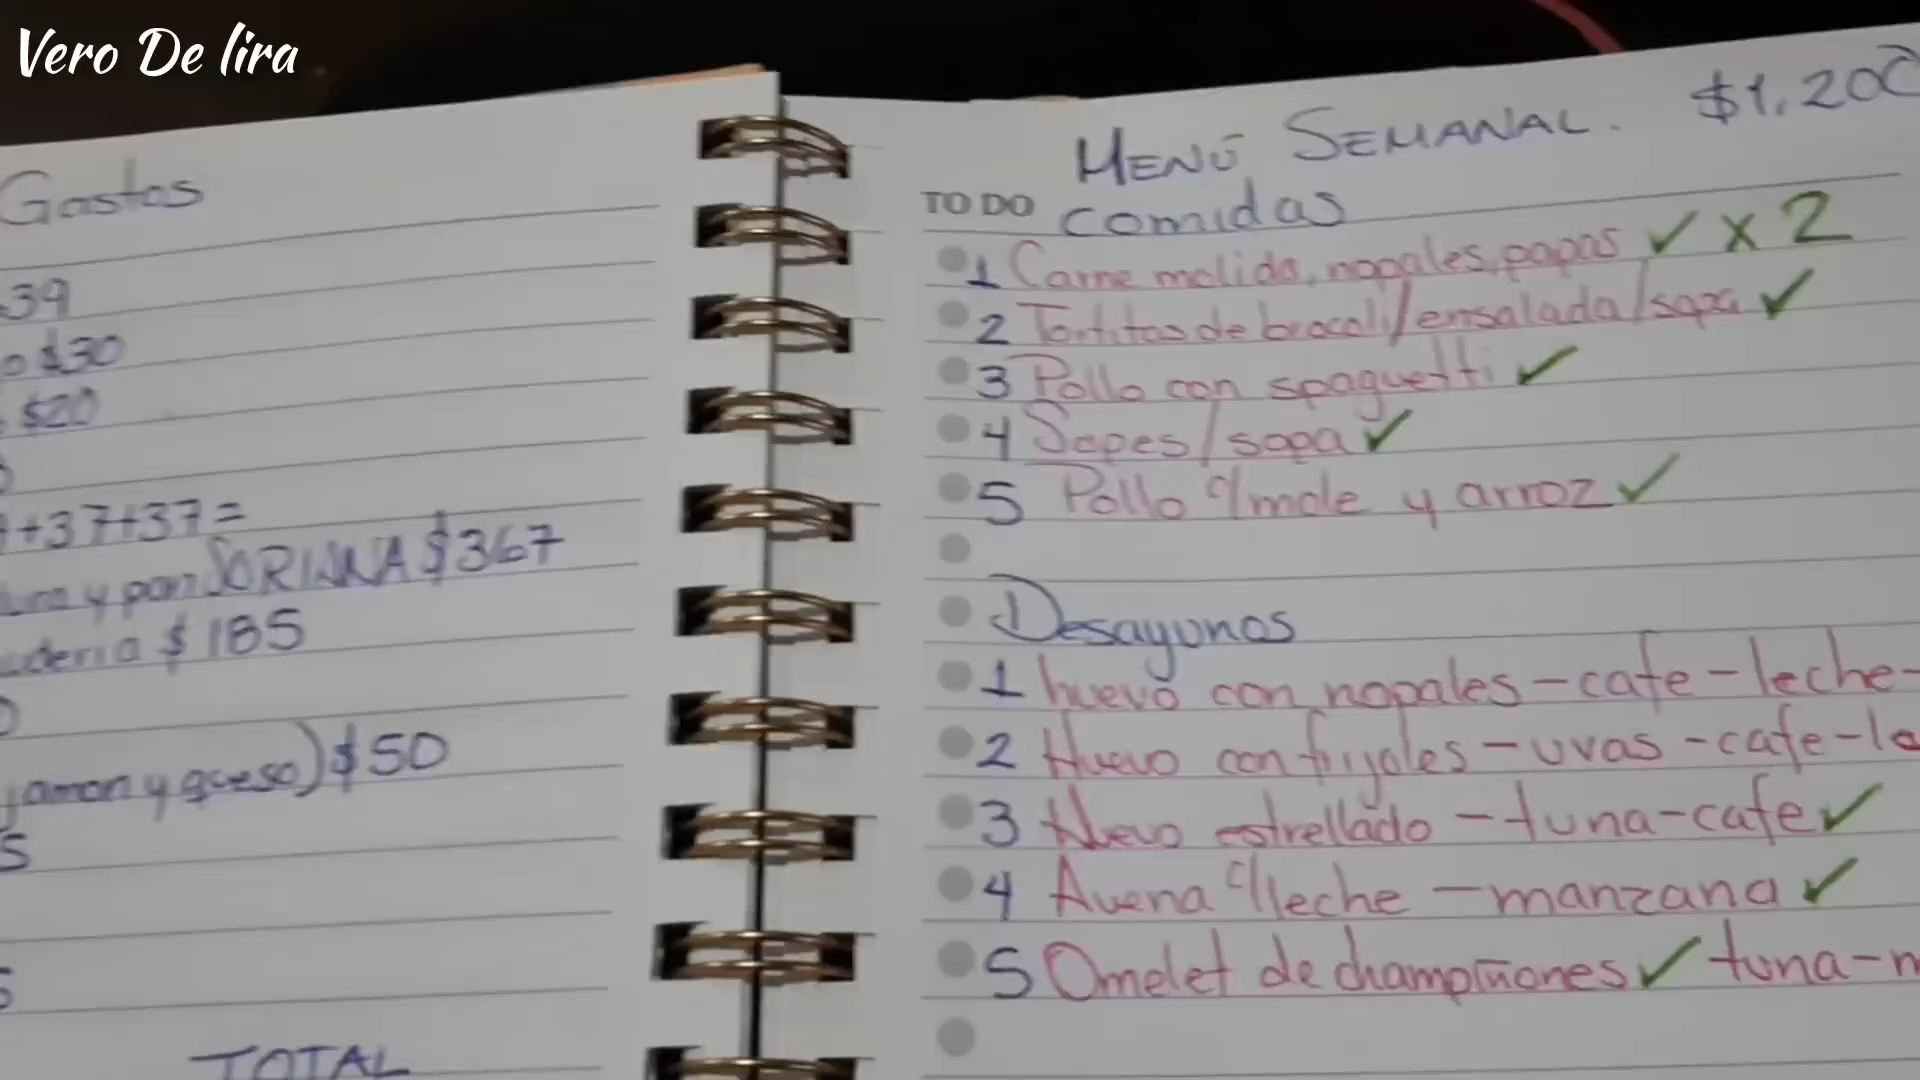 Vero De lira
Gastos
39
o $30
$20
+37+37=
y pan SORIANA $367
$185
jamon y queso) $50
5
TOTAL
MENÚ SEMANAL. $1,200
TO DO comidas
1 Carne molida, nopales, papas ✓ x 2
2 Tortitas de brocoli/ensalada/sopa ✓
3 Pollo con spaguetti ✓
4 Sopes/sopa ✓
5 Pollo c/mole y arroz ✓
Desayunos
1 huevo con nopales - cafe - leche -
2 Huevo con frijoles - uvas - cafe - le
3 Huevo estrellado - tuna - cafe ✓
4 Avena c/leche - manzana ✓
5 Omelet de champiñones ✓ tuna -